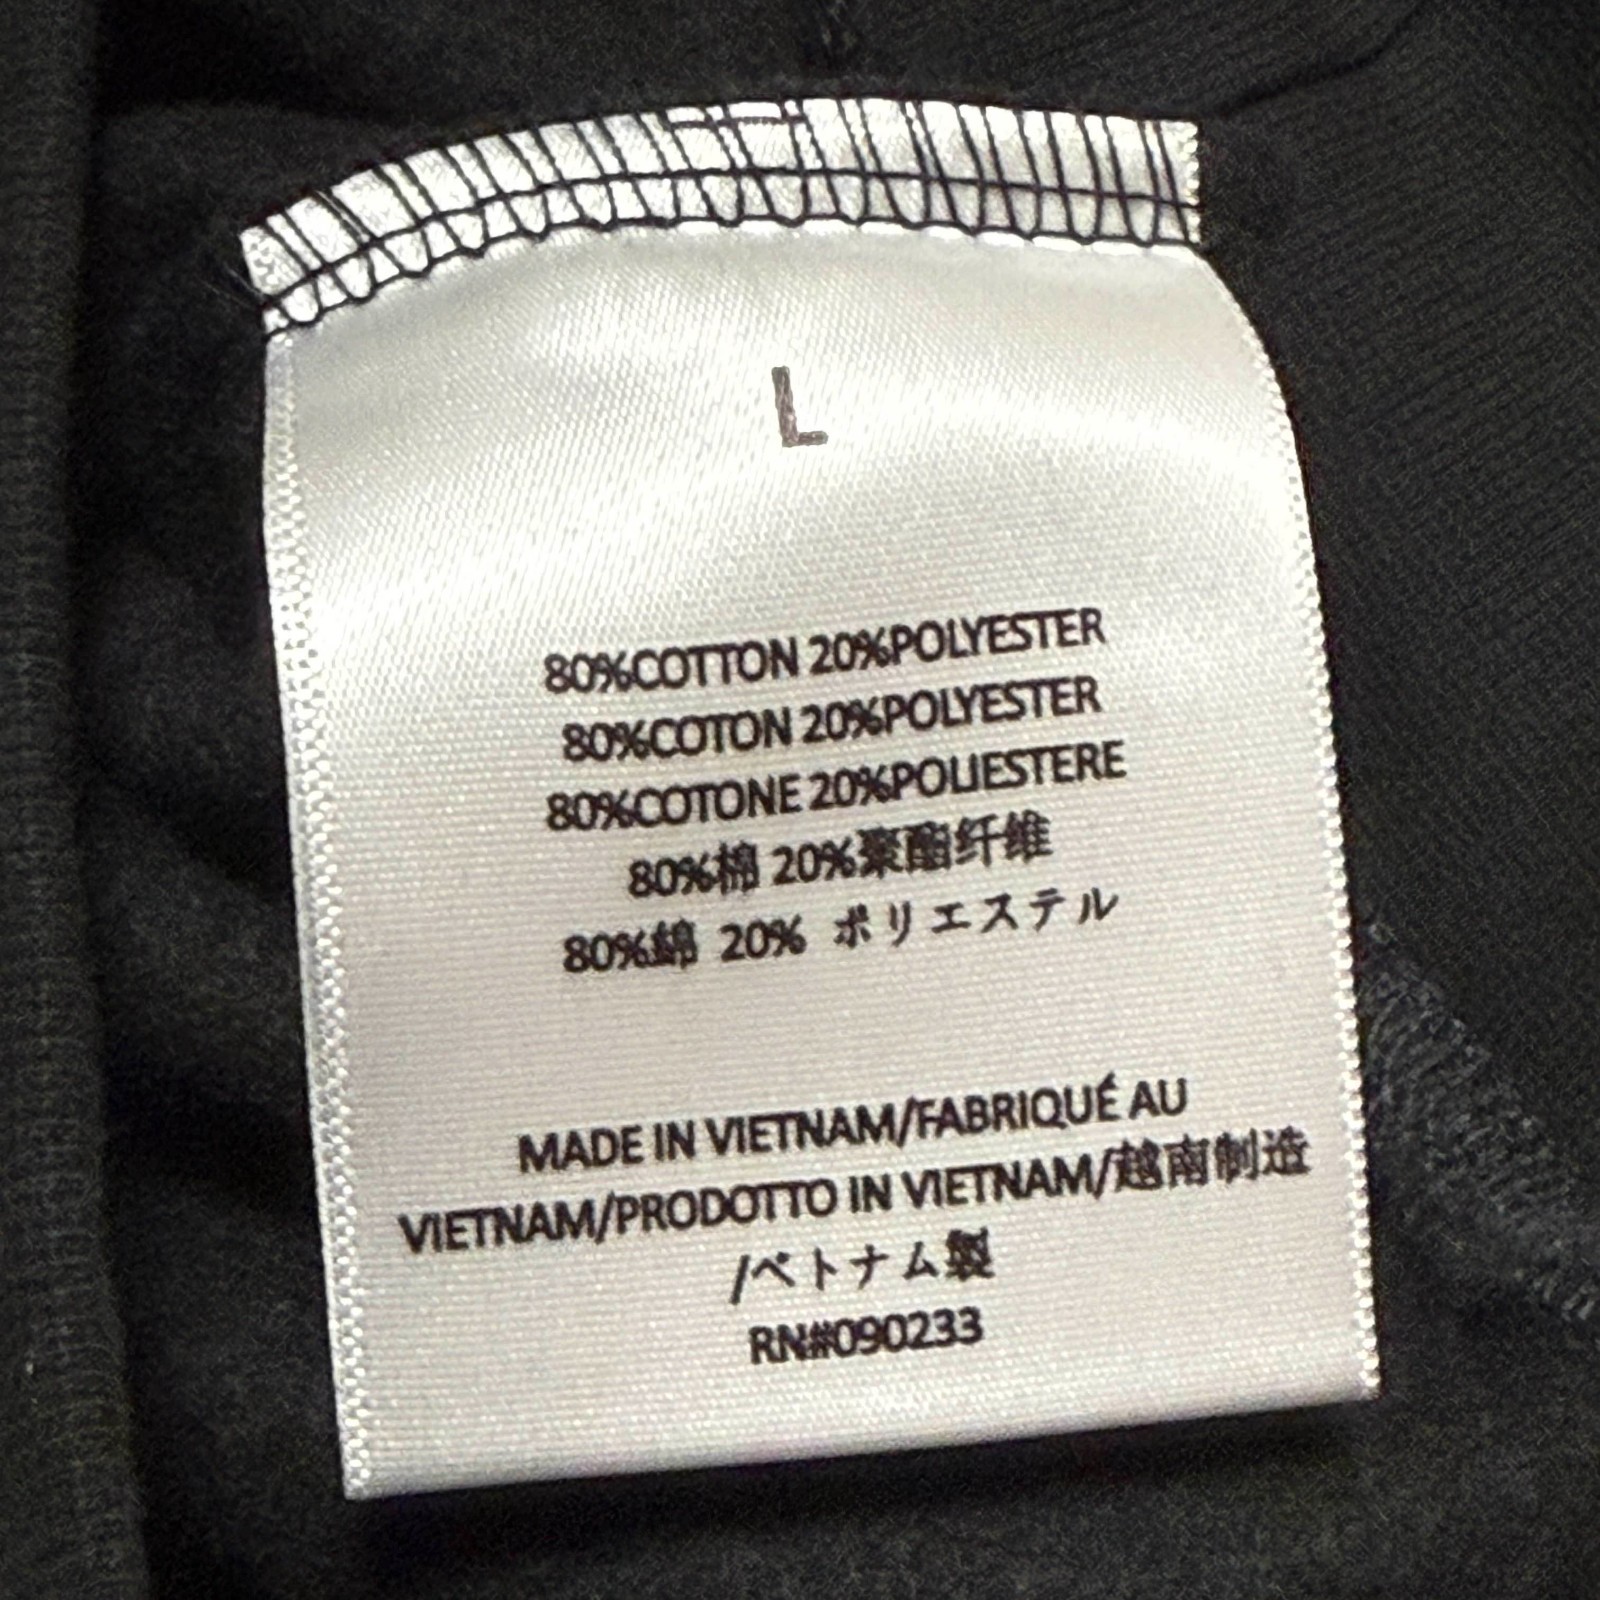 L
80%COTTON 20%POLYESTER
80%COTON 20%POLYESTER
80%COTONE 20%POLIESTERE
80%棉 20%聚酯纤维
80%綿 20% ポリエステル
MADE IN VIETNAM/FABRIQUÉ AU
VIETNAM/PRODOTTO IN VIETNAM/越南制造
/ベトナム製
RN#090233